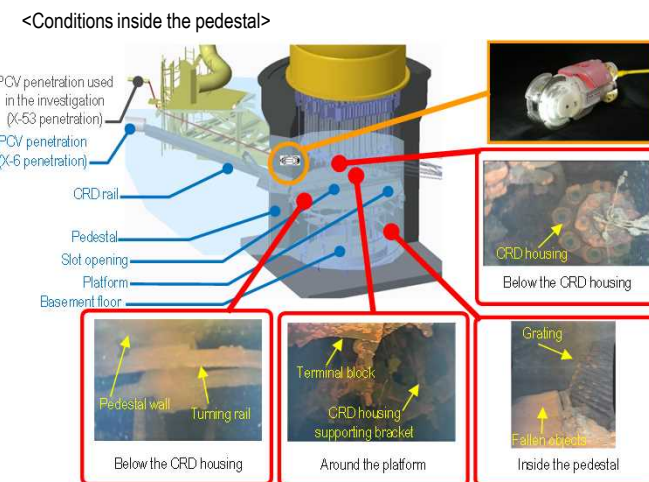 <Conditions inside the pedestal>
PCV penetration used
in the investigation
(X-53 penetration)
PCV penetration
(X-6 penetration)
CRD rail
Pedestal
Slot opening
Platform
Basement floor
CRD housing
Below the CRD housing
Pedestal wall
Turning rail
Below the CRD housing
Terminal block
CRD housing
supporting bracket
Around the platform
Grating
Fallen objects
Inside the pedestal